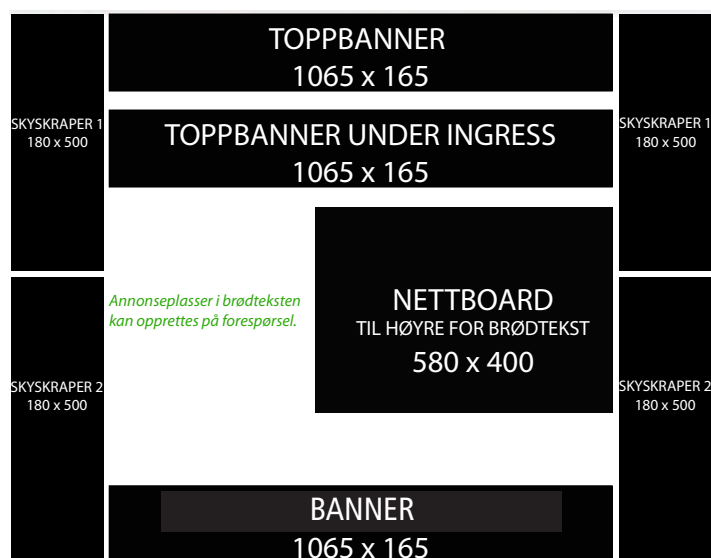 TOPPBANNER
1065 x 165
SKYSKRAPER 1
180 x 500
TOPPBANNER UNDER INGRESS
1065 x 165
SKYSKRAPER 1
180 x 500
Annonseplasser i brødteksten
kan opprettes på forespørsel.
NETTBOARD
TIL HØYRE FOR BRØDTEKST
580 x 400
SKYSKRAPER 2
180 x 500
SKYSKRAPER 2
180 x 500
BANNER
1065 x 165